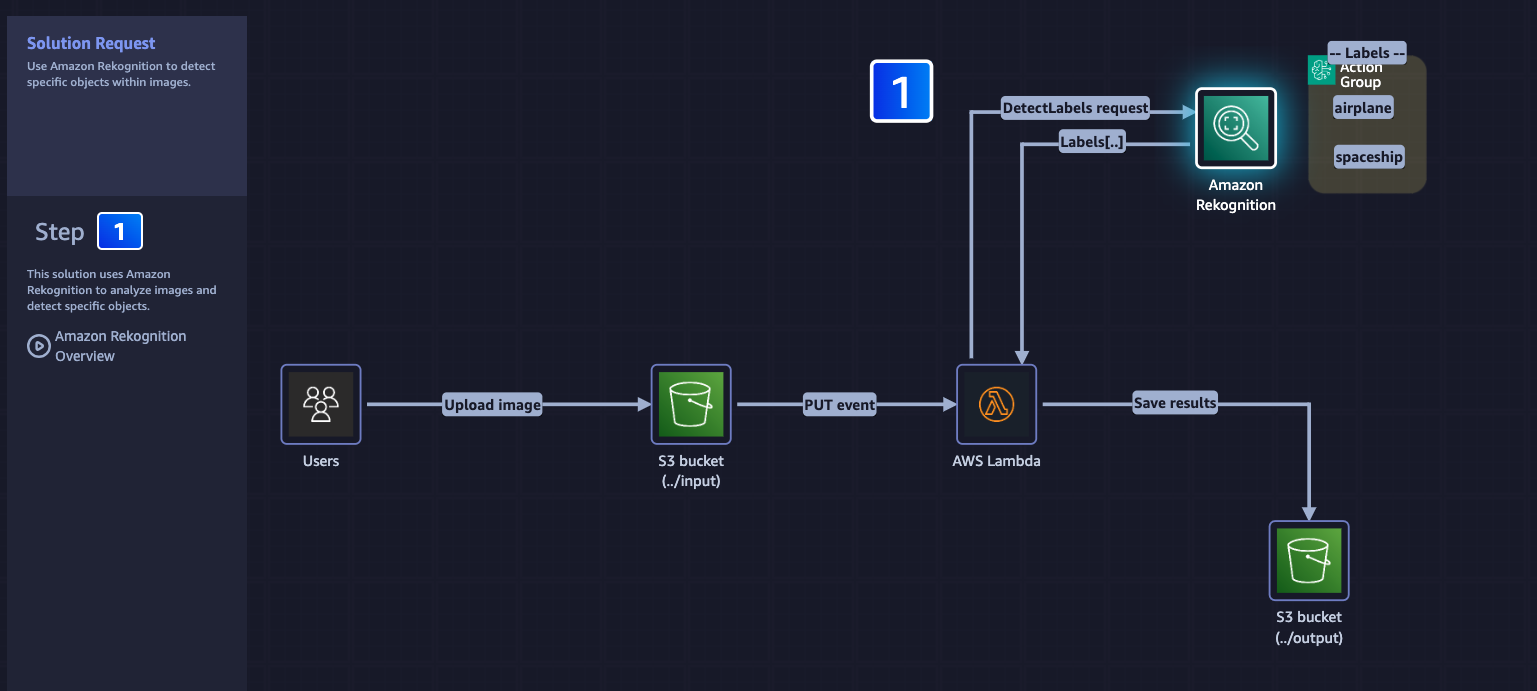 Solution Request
Use Amazon Rekognition to detect
specific objects within images.
Step 1
This solution uses Amazon
Rekognition to analyze images and
detect specific objects.
Amazon Rekognition
Overview
1
DetectLabels request
Labels[..]
Amazon
Rekognition
-- Labels --
Action
Group
airplane
spaceship
Users
Upload image
S3 bucket
(../input)
PUT event
AWS Lambda
Save results
S3 bucket
(../output)